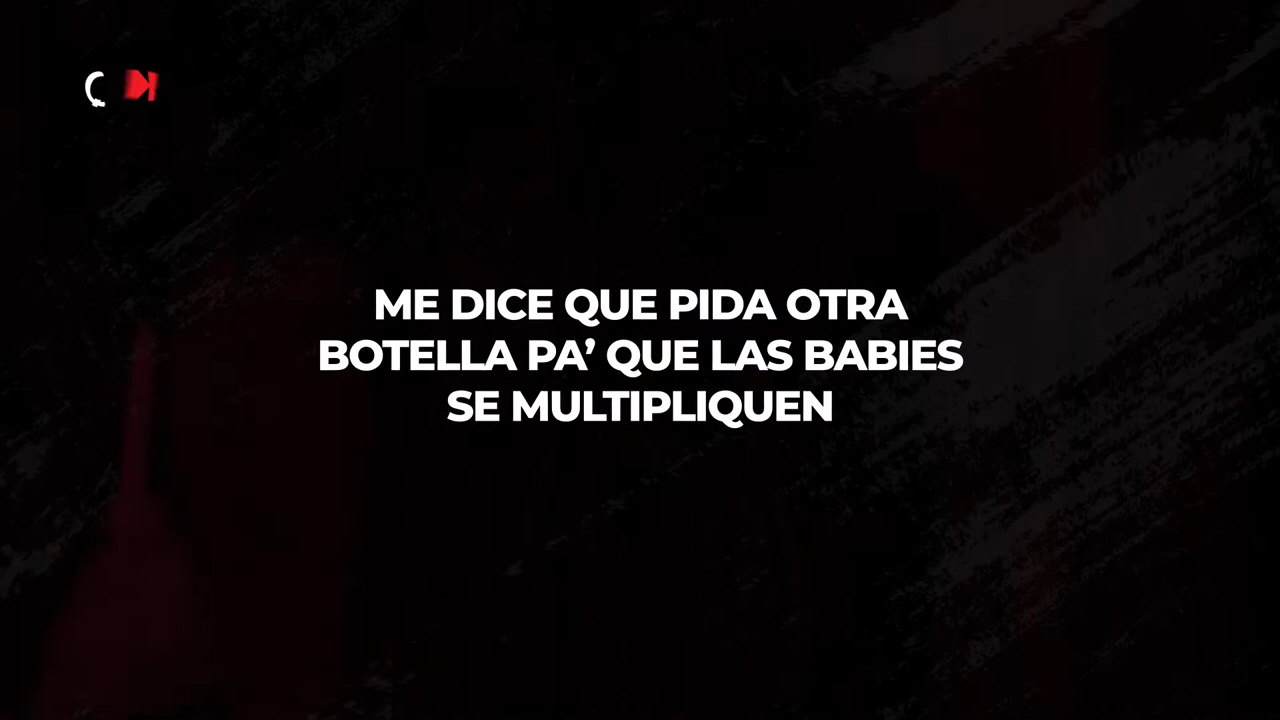 ME DICE QUE PIDA OTRA
BOTELLA PA’ QUE LAS BABIES
SE MULTIPLIQUEN